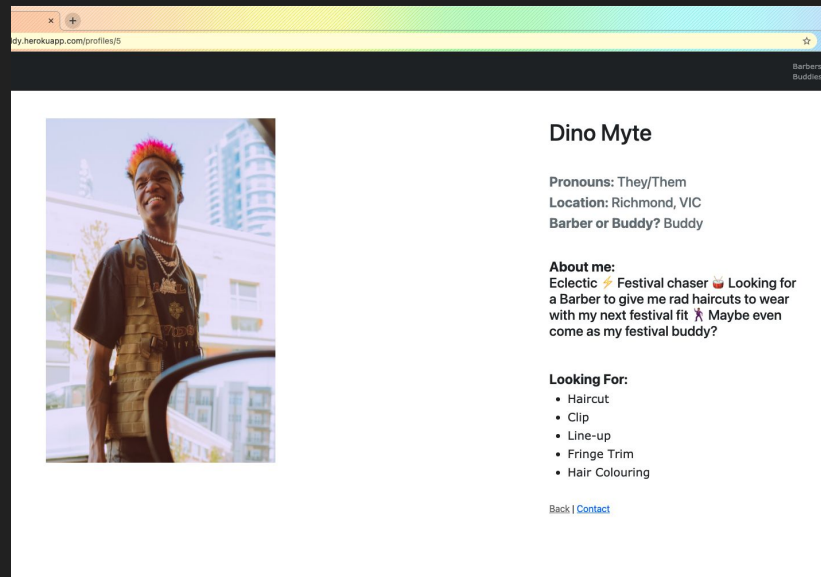 dy.herokuapp.com/profiles/5
Barbers
Buddies
Dino Myte
Pronouns: They/Them
Location: Richmond, VIC
Barber or Buddy? Buddy
About me:
Eclectic ⚡ Festival chaser 🥁 Looking for
a Barber to give me rad haircuts to wear
with my next festival fit 🕺 Maybe even
come as my festival buddy?
Looking For:
• Haircut
• Clip
• Line-up
• Fringe Trim
• Hair Colouring
Back | Contact